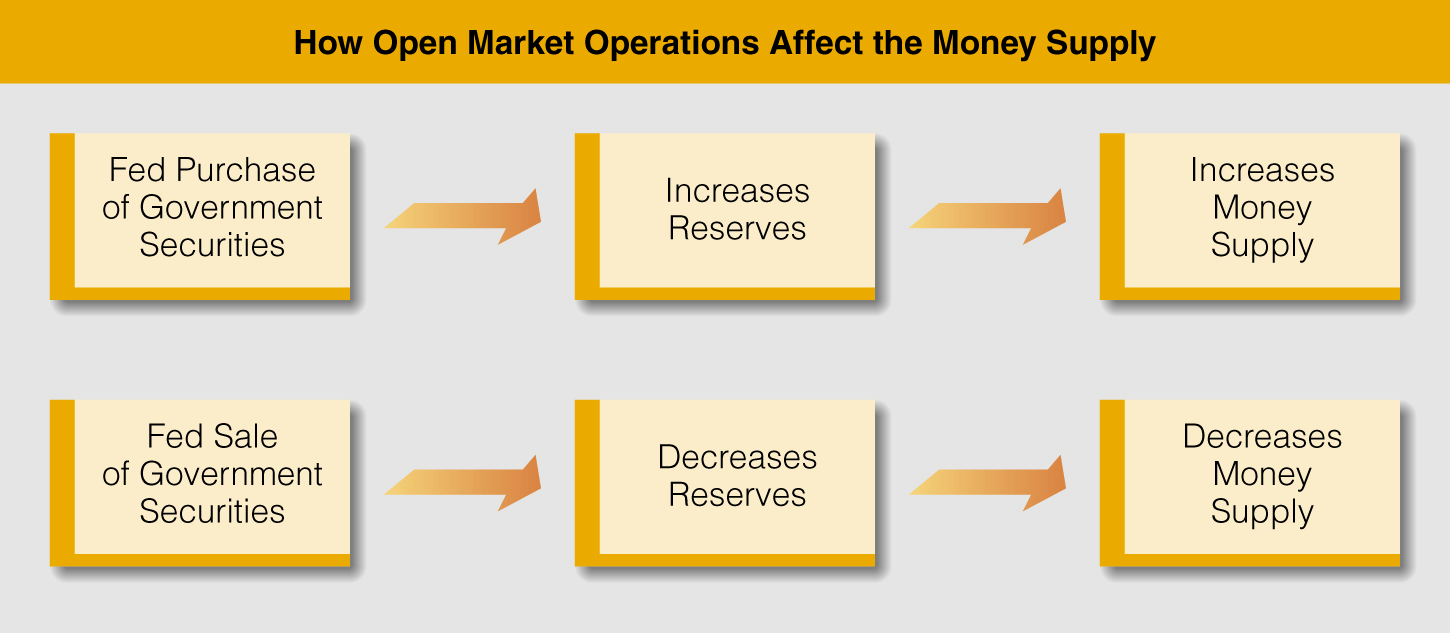 How Open Market Operations Affect the Money Supply
Fed Purchase
of Government
Securities
Increases
Reserves
Increases
Money
Supply
Fed Sale
of Government
Securities
Decreases
Reserves
Decreases
Money
Supply